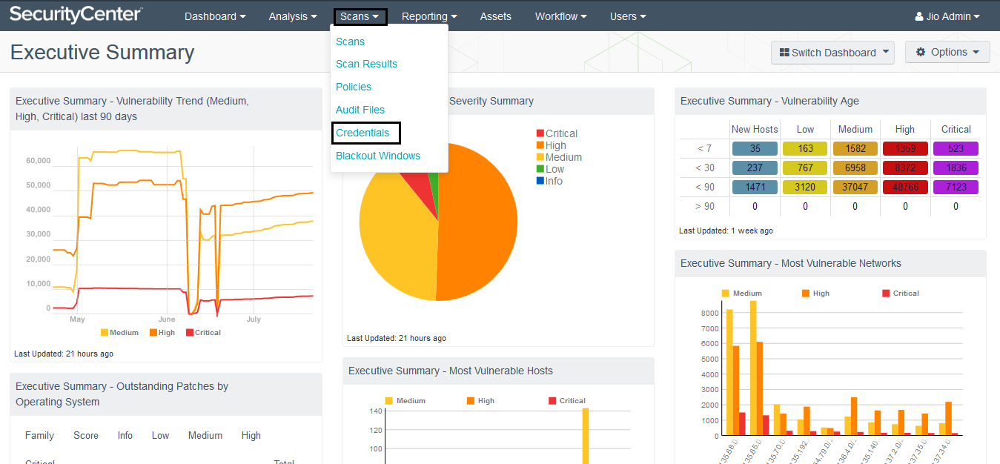 SecurityCenter
Dashboard Analysis Scans Reporting Assets Workflow Users Jio Admin
Scans
Scan Results
Policies
Audit Files
Credentials
Blackout Windows
Executive Summary
Switch Dashboard Options
Executive Summary - Vulnerability Trend (Medium,
High, Critical) last 90 days
60,000
50,000
40,000
30,000
20,000
10,000
0
May June July
Medium High Critical
Last Updated: 21 hours ago
Executive Summary - Outstanding Patches by
Operating System
Family Score Info Low Medium High
Critical Total
Severity Summary
Critical
High
Medium
Low
Info
Last Updated: 21 hours ago
Executive Summary - Most Vulnerable Hosts
Medium High Critical
140
120
100
Executive Summary - Vulnerability Age
New Hosts Low Medium High Critical
< 7 35 163 1582 1359 523
< 30 237 767 6958 8372 1836
< 90 1471 3120 37047 48766 7123
> 90 0 0 0 0 0
Last Updated: 1 week ago
Executive Summary - Most Vulnerable Networks
Medium High Critical
8000
7000
6000
5000
4000
3000
2000
1000
0